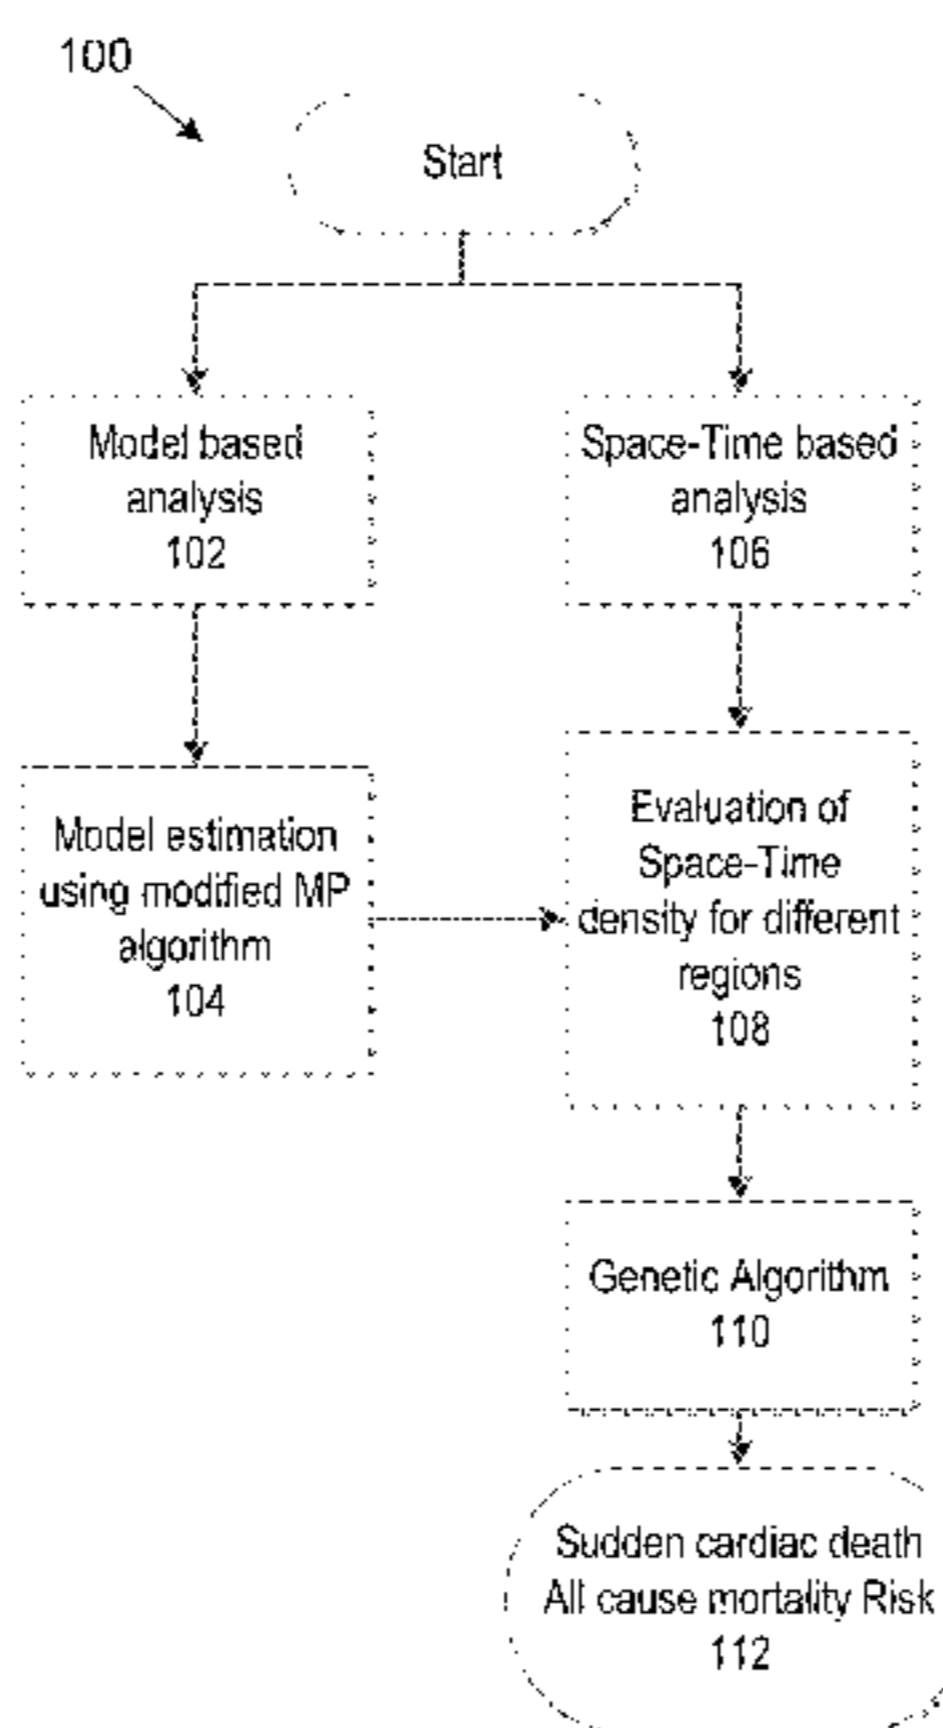 100
Start
Model based
analysis
102
Space-Time based
analysis
106
Model estimation
using modified MP
algorithm
104
Evaluation of
Space-Time
density for different
regions
108
Genetic Algorithm
110
Sudden cardiac death
All cause mortality Risk
112